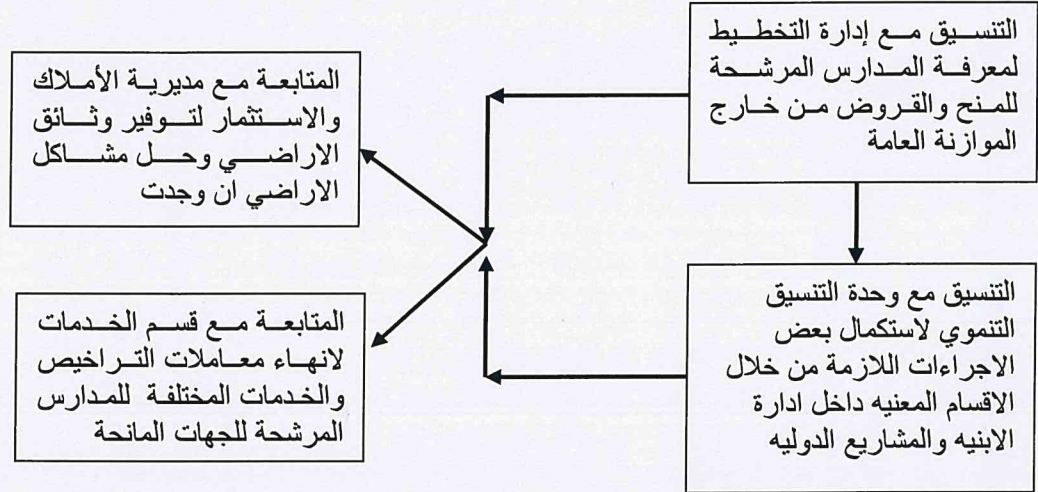 التنسيق مع إدارة التخطيط
لمعرفة المدارس المرشحة
للمنح والقروض من خارج
الموازنة العامة
التنسيق مع وحدة التنسيق
التنموي لاستكمال بعض
الاجراءات اللازمة من خلال
الاقسام المعنيه داخل ادارة
الابنيه والمشاريع الدوليه
المتابعة مع مديرية الأملاك
والاستثمار لتوفير وثائق
الاراضي وحل مشاكل
الاراضي ان وجدت
المتابعة مع قسم الخدمات
لانهاء معاملات التراخيص
والخدمات المختلفة للمدارس
المرشحة للجهات المانحة